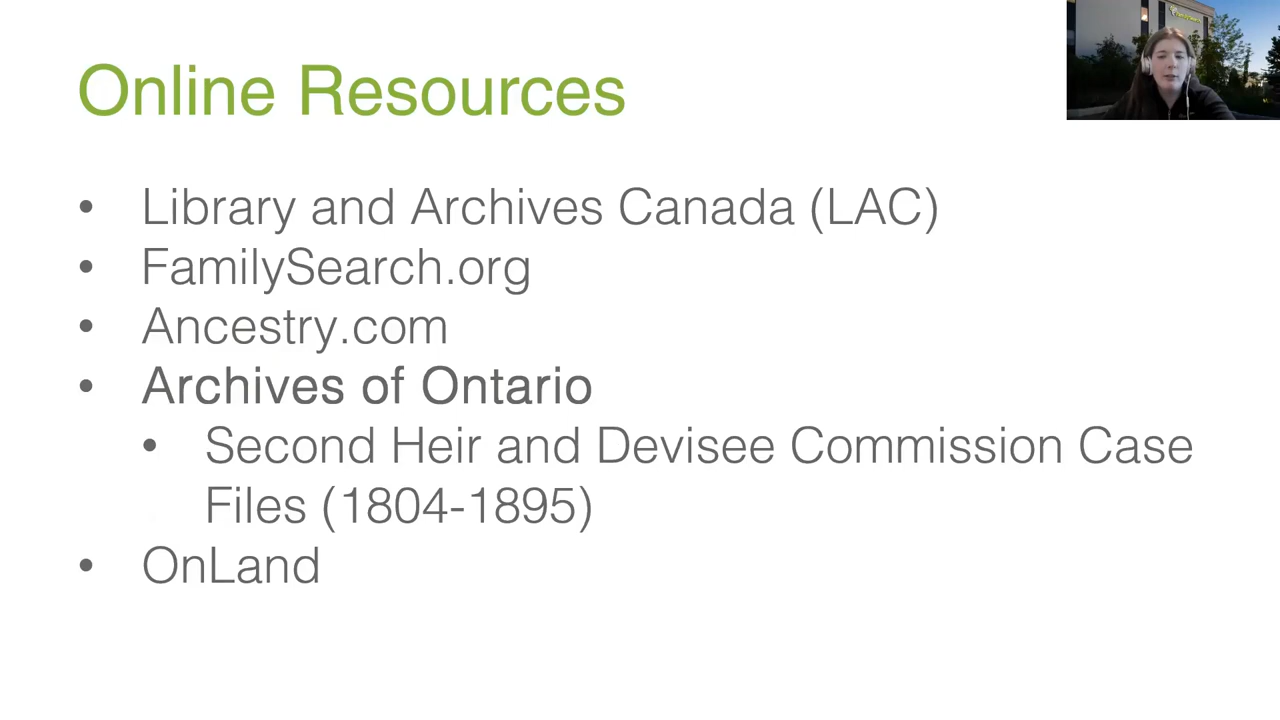 Online Resources
• Library and Archives Canada (LAC)
• FamilySearch.org
• Ancestry.com
• Archives of Ontario
• Second Heir and Devisee Commission Case
Files (1804-1895)
• OnLand